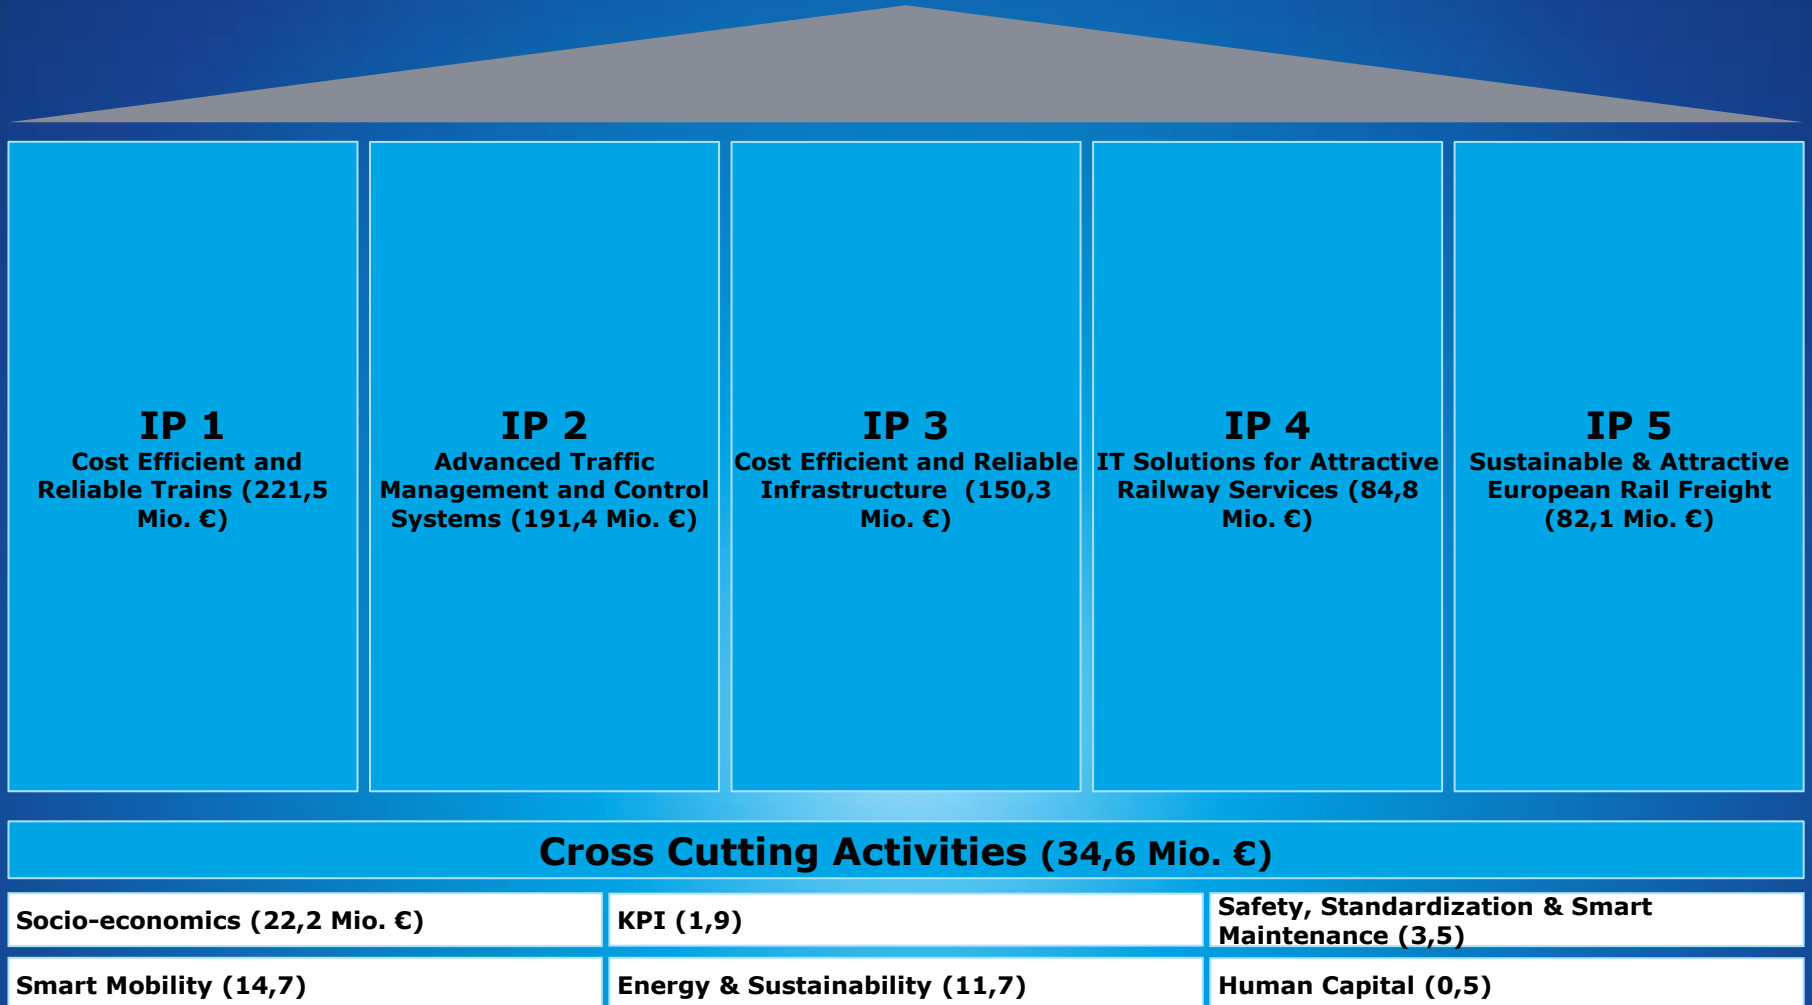 IP 1
Cost Efficient and
Reliable Trains (221,5
Mio. €)
IP 2
Advanced Traffic
Management and Control
Systems (191,4 Mio. €)
IP 3
Cost Efficient and Reliable
Infrastructure (150,3
Mio. €)
IP 4
IT Solutions for Attractive
Railway Services (84,8
Mio. €)
IP 5
Sustainable & Attractive
European Rail Freight
(82,1 Mio. €)
Cross Cutting Activities (34,6 Mio. €)
Socio-economics (22,2 Mio. €)
KPI (1,9)
Safety, Standardization & Smart
Maintenance (3,5)
Smart Mobility (14,7)
Energy & Sustainability (11,7)
Human Capital (0,5)